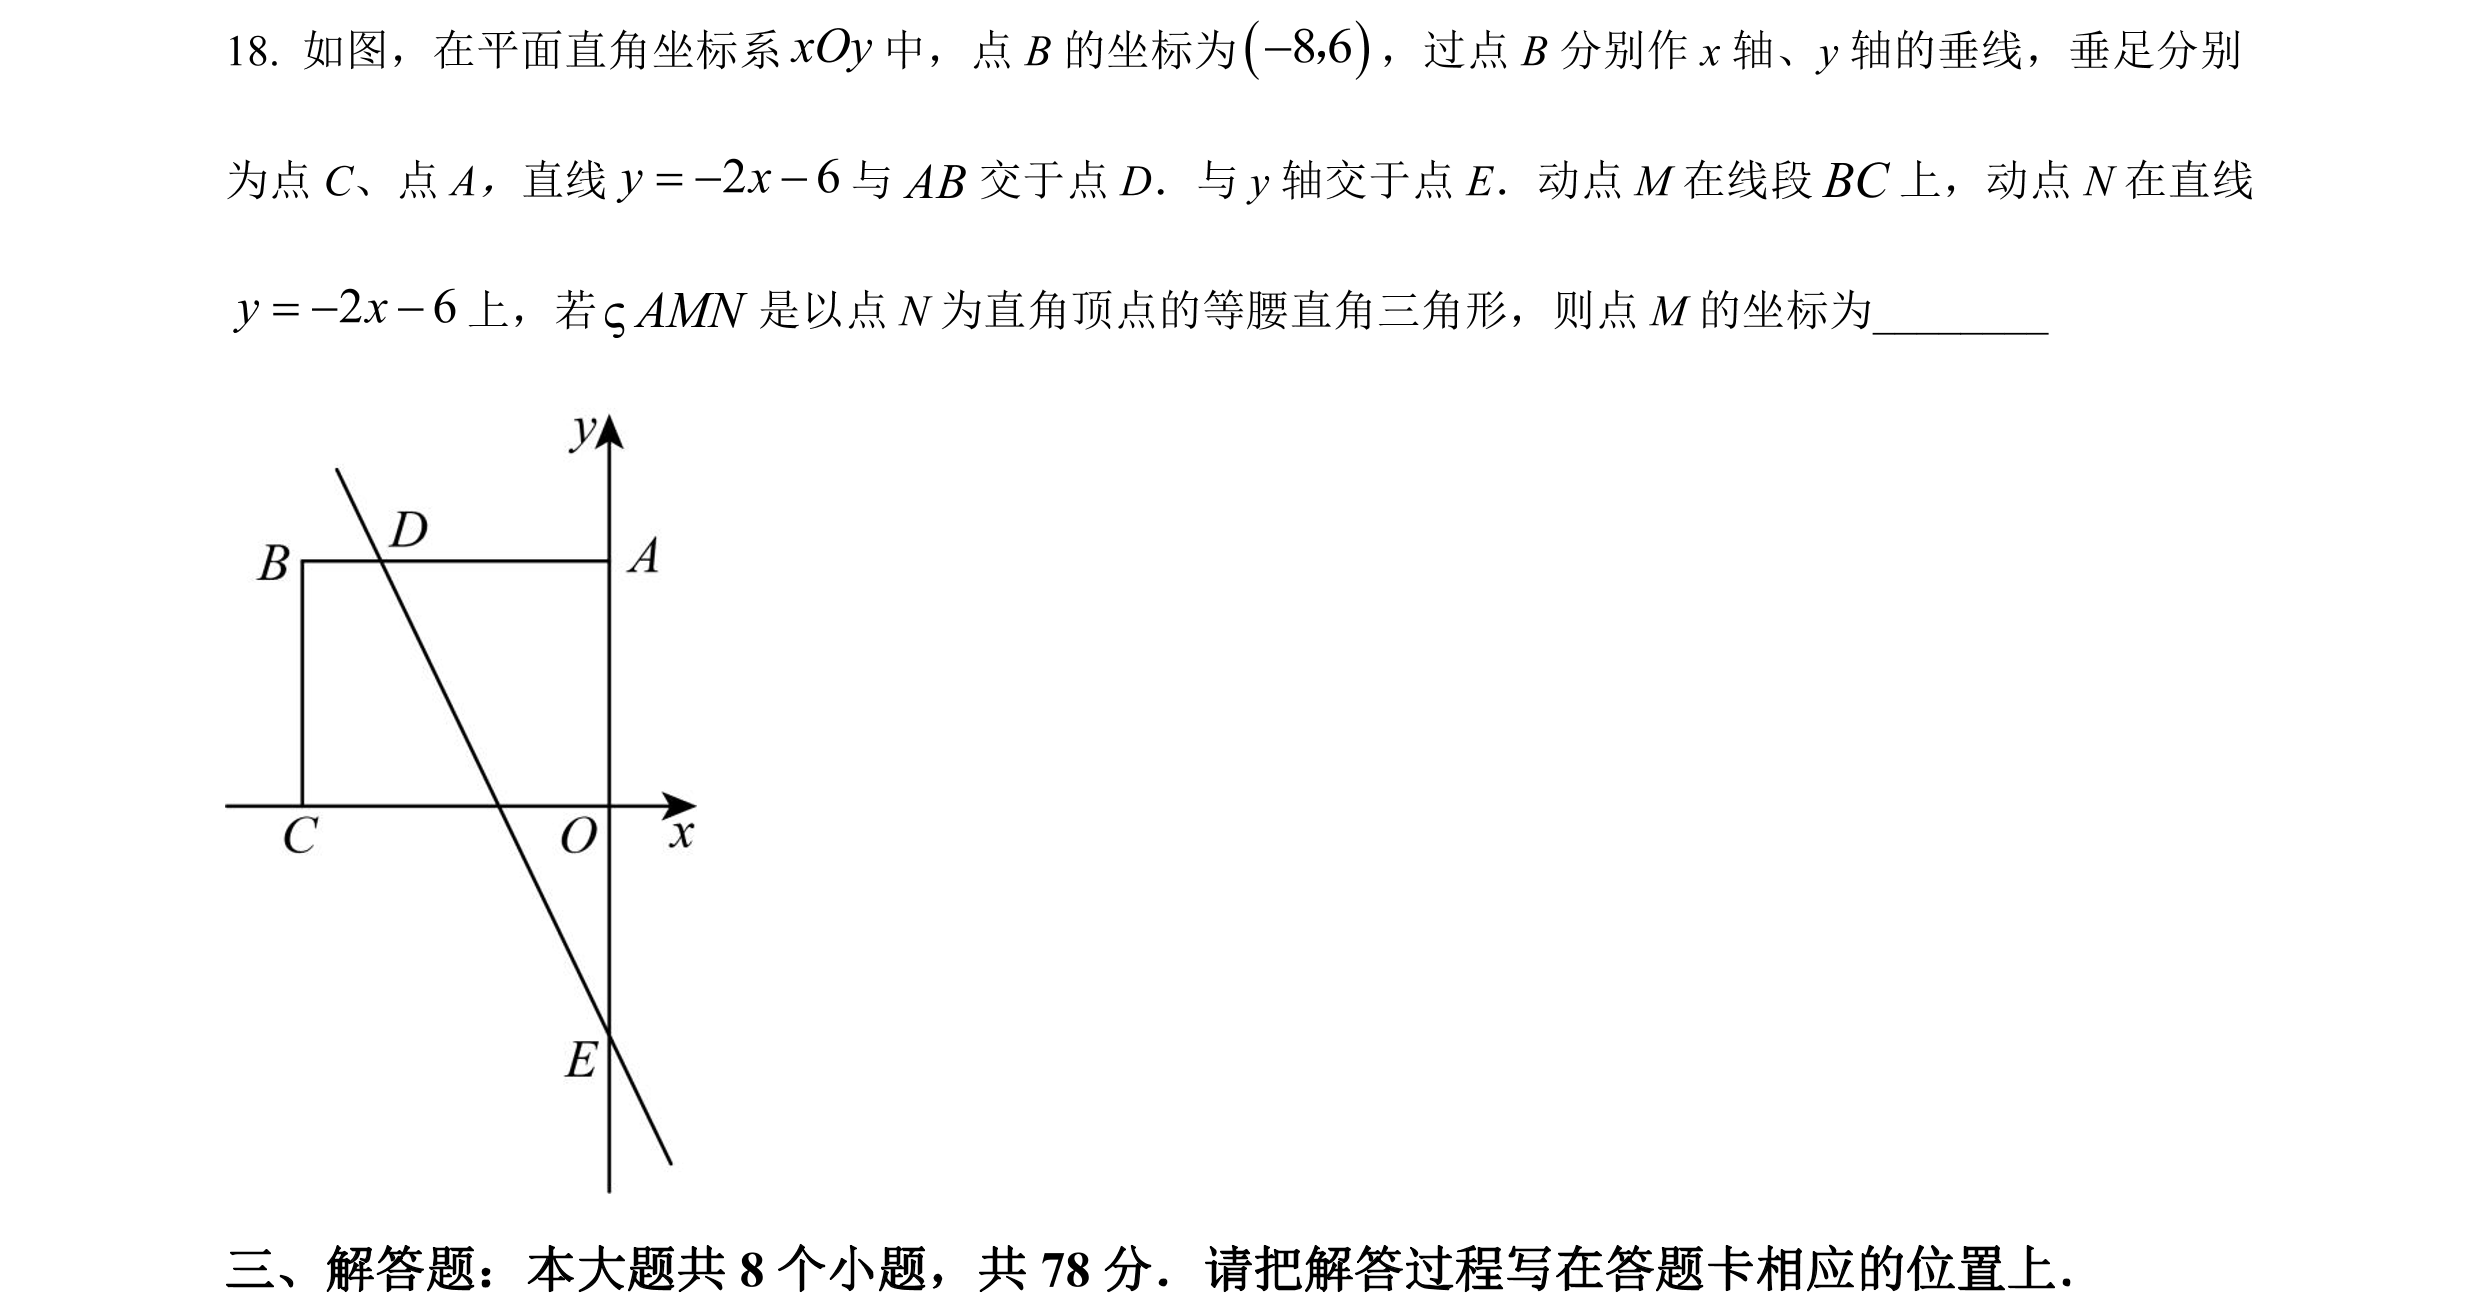 18. 如图，在平面直角坐标系 xOy 中，点 B 的坐标为(−8,6)，过点 B 分别作 x 轴、y 轴的垂线，垂足分别
为点 C、点 A，直线 y = −2x − 6 与 AB 交于点 D．与 y 轴交于点 E．动点 M 在线段 BC 上，动点 N 在直线
y = −2x − 6 上，若 ς AMN 是以点 N 为直角顶点的等腰直角三角形，则点 M 的坐标为________
y
D
B
A
C
O
x
E
三、解答题：本大题共 8 个小题，共 78 分．请把解答过程写在答题卡相应的位置上．